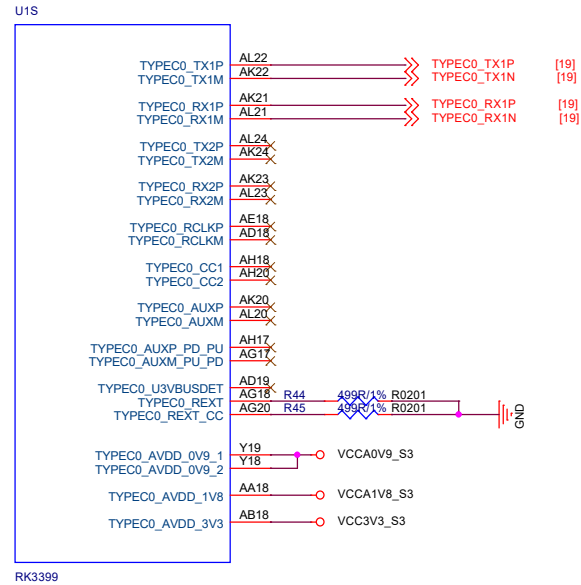 U1S
TYPEC0_TX1P AL22 TYPEC0_TX1P [19]
TYPEC0_TX1M AK22 TYPEC0_TX1N [19]
TYPEC0_RX1P AK21 TYPEC0_RX1P [19]
TYPEC0_RX1M AL21 TYPEC0_RX1N [19]
TYPEC0_TX2P AL24
TYPEC0_TX2M AK24
TYPEC0_RX2P AK23
TYPEC0_RX2M AL23
TYPEC0_RCLKP AE18
TYPEC0_RCLKM AD18
TYPEC0_CC1 AH18
TYPEC0_CC2 AH20
TYPEC0_AUXP AK20
TYPEC0_AUXM AL20
TYPEC0_AUXP_PD_PU AH17
TYPEC0_AUXM_PU_PD AG17
TYPEC0_U3VBUSDET AD19
TYPEC0_REXT AG18 R44 499R/1% R0201
TYPEC0_REXT_CC AG20 R45 499R/1% R0201
GND
TYPEC0_AVDD_0V9_1 Y19 VCCA0V9_S3
TYPEC0_AVDD_0V9_2 Y18
TYPEC0_AVDD_1V8 AA18 VCCA1V8_S3
TYPEC0_AVDD_3V3 AB18 VCC3V3_S3
RK3399